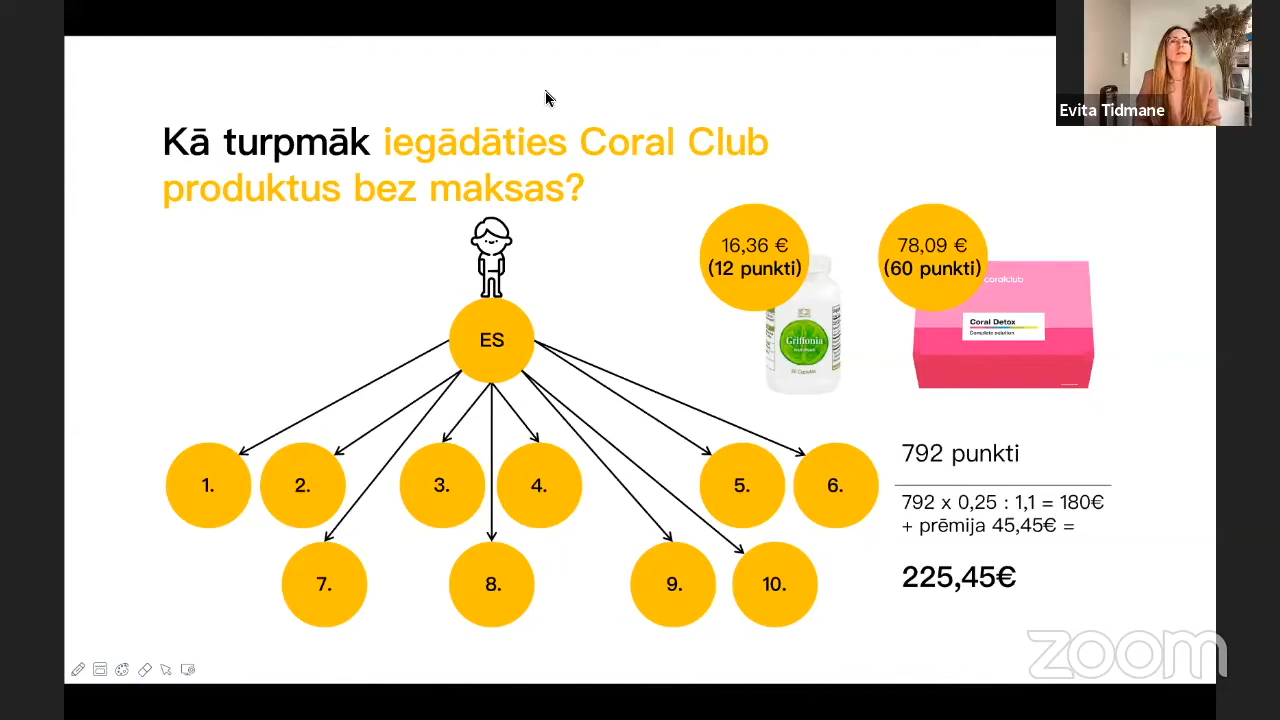 Evita Tidmane
Kā turpmāk iegādāties Coral Club
produktus bez maksas?
16,36 €
(12 punkti)
78,09 €
(60 punkti)
coralclub
Coral Detox
Complete solution
Griffonia
ES
1.
2.
3.
4.
5.
6.
7.
8.
9.
10.
792 punkti
792 x 0,25 : 1,1 = 180€
+ prēmija 45,45€ =
225,45€
zoom